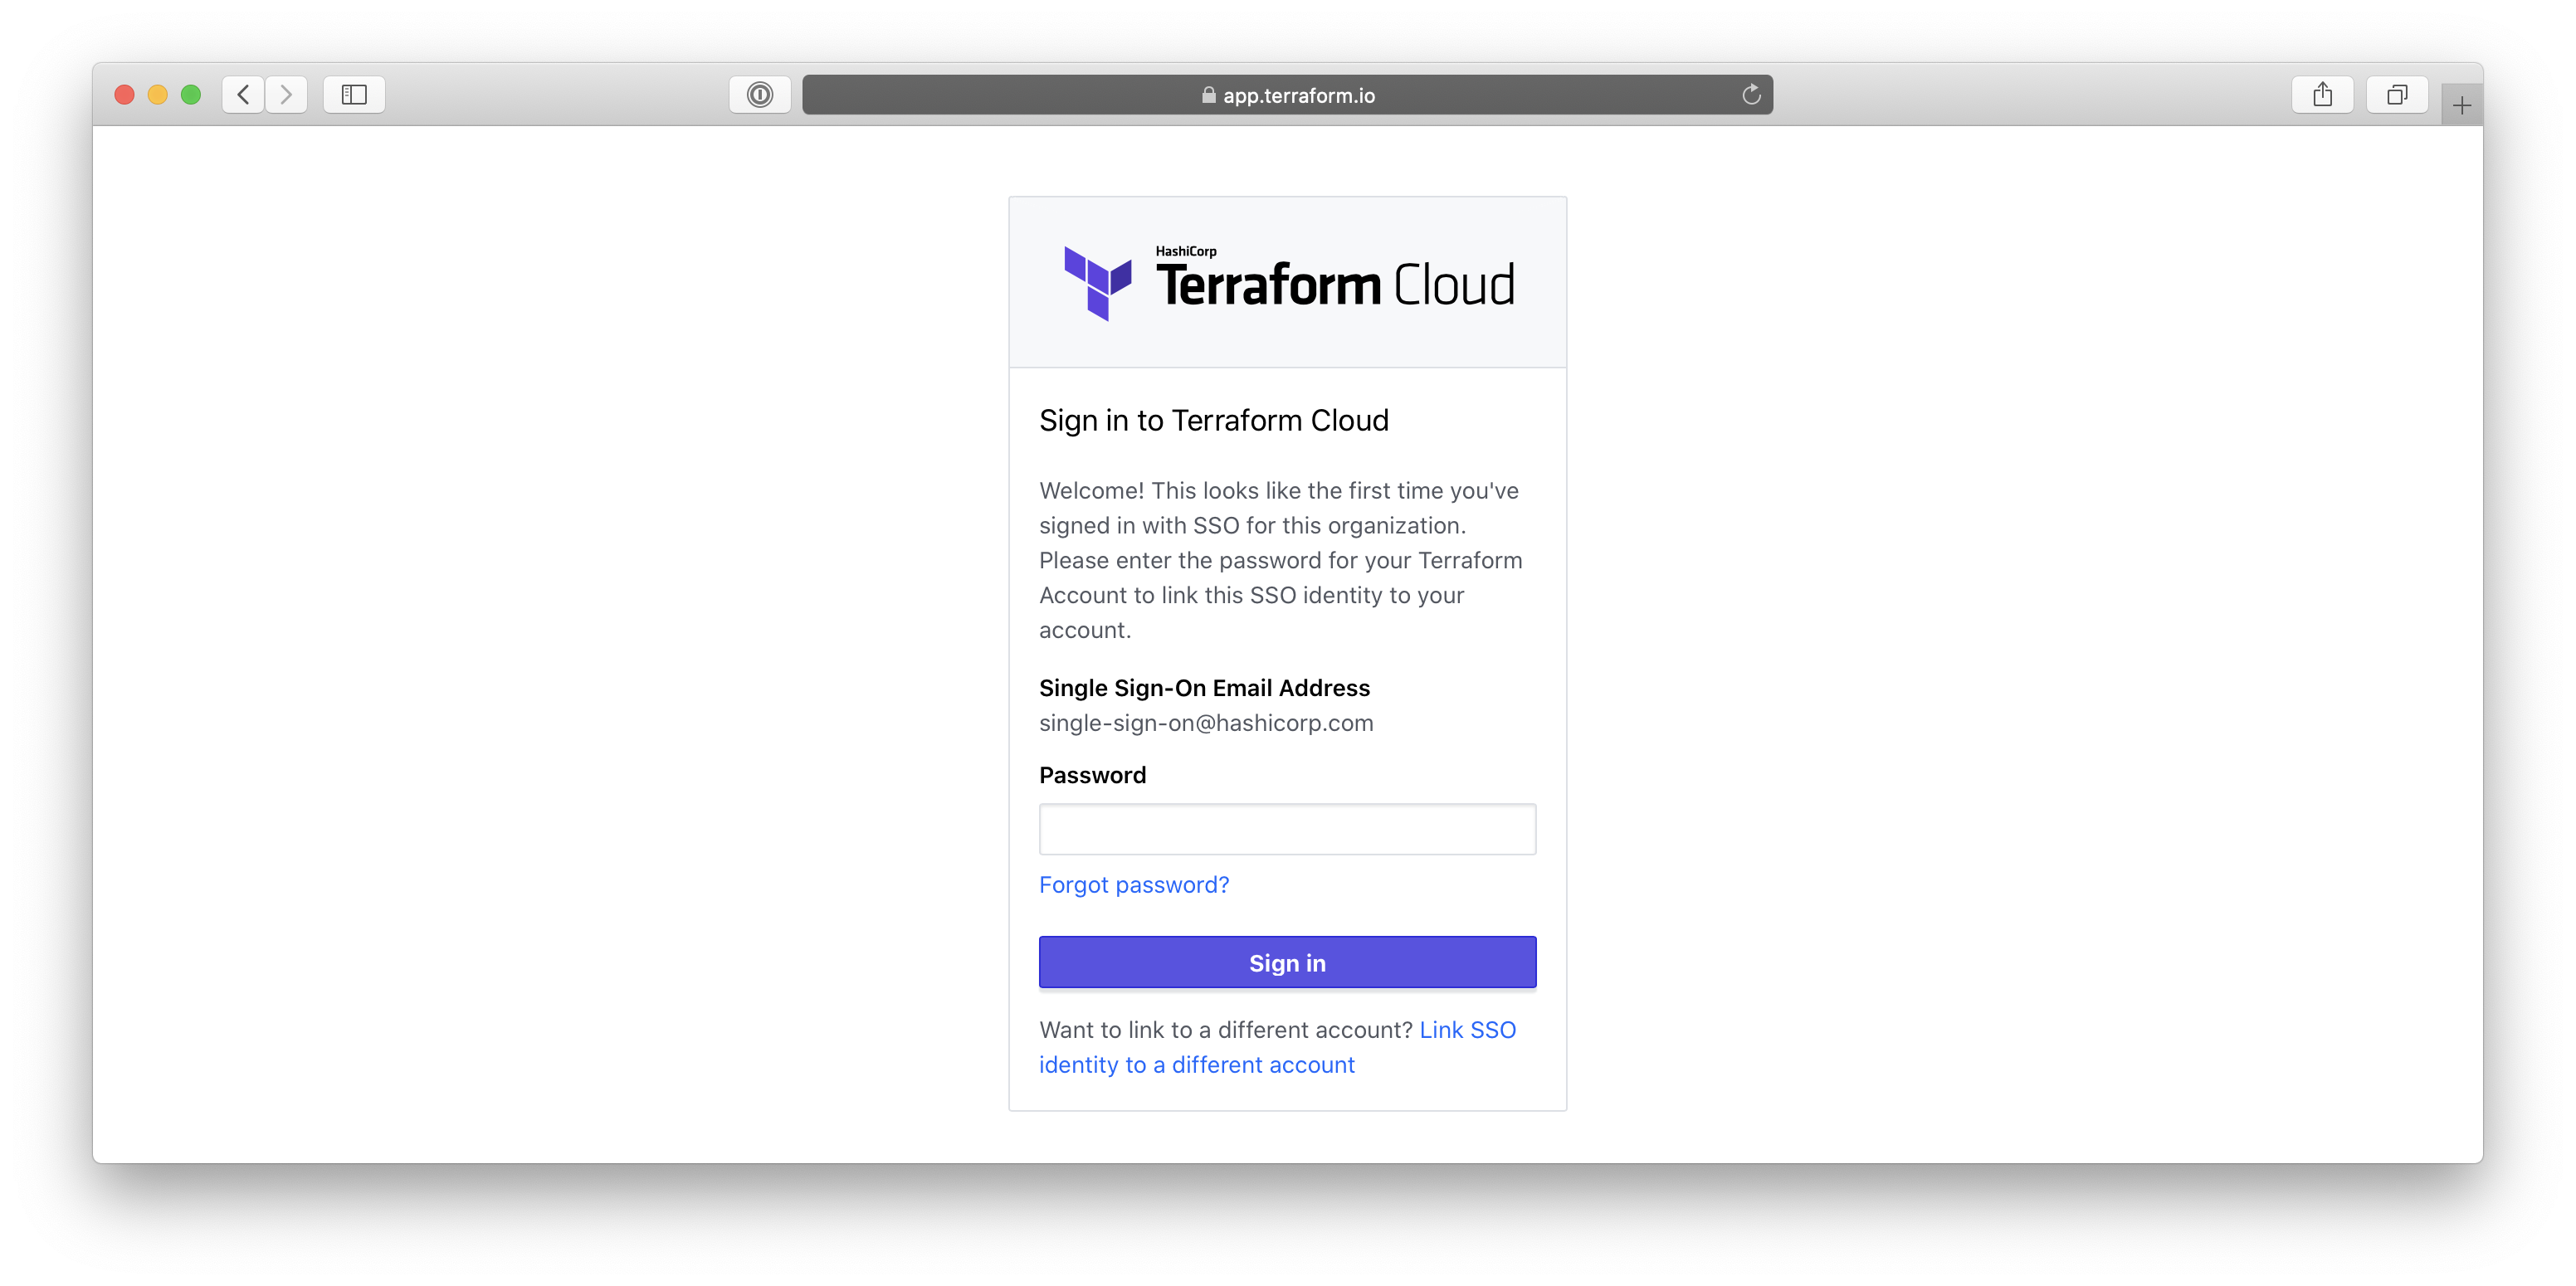 app.terraform.io
HashiCorp
Terraform Cloud
Sign in to Terraform Cloud
Welcome! This looks like the first time you've
signed in with SSO for this organization.
Please enter the password for your Terraform
Account to link this SSO identity to your
account.
Single Sign-On Email Address
single-sign-on@hashicorp.com
Password
Forgot password?
Sign in
Want to link to a different account? Link SSO
identity to a different account